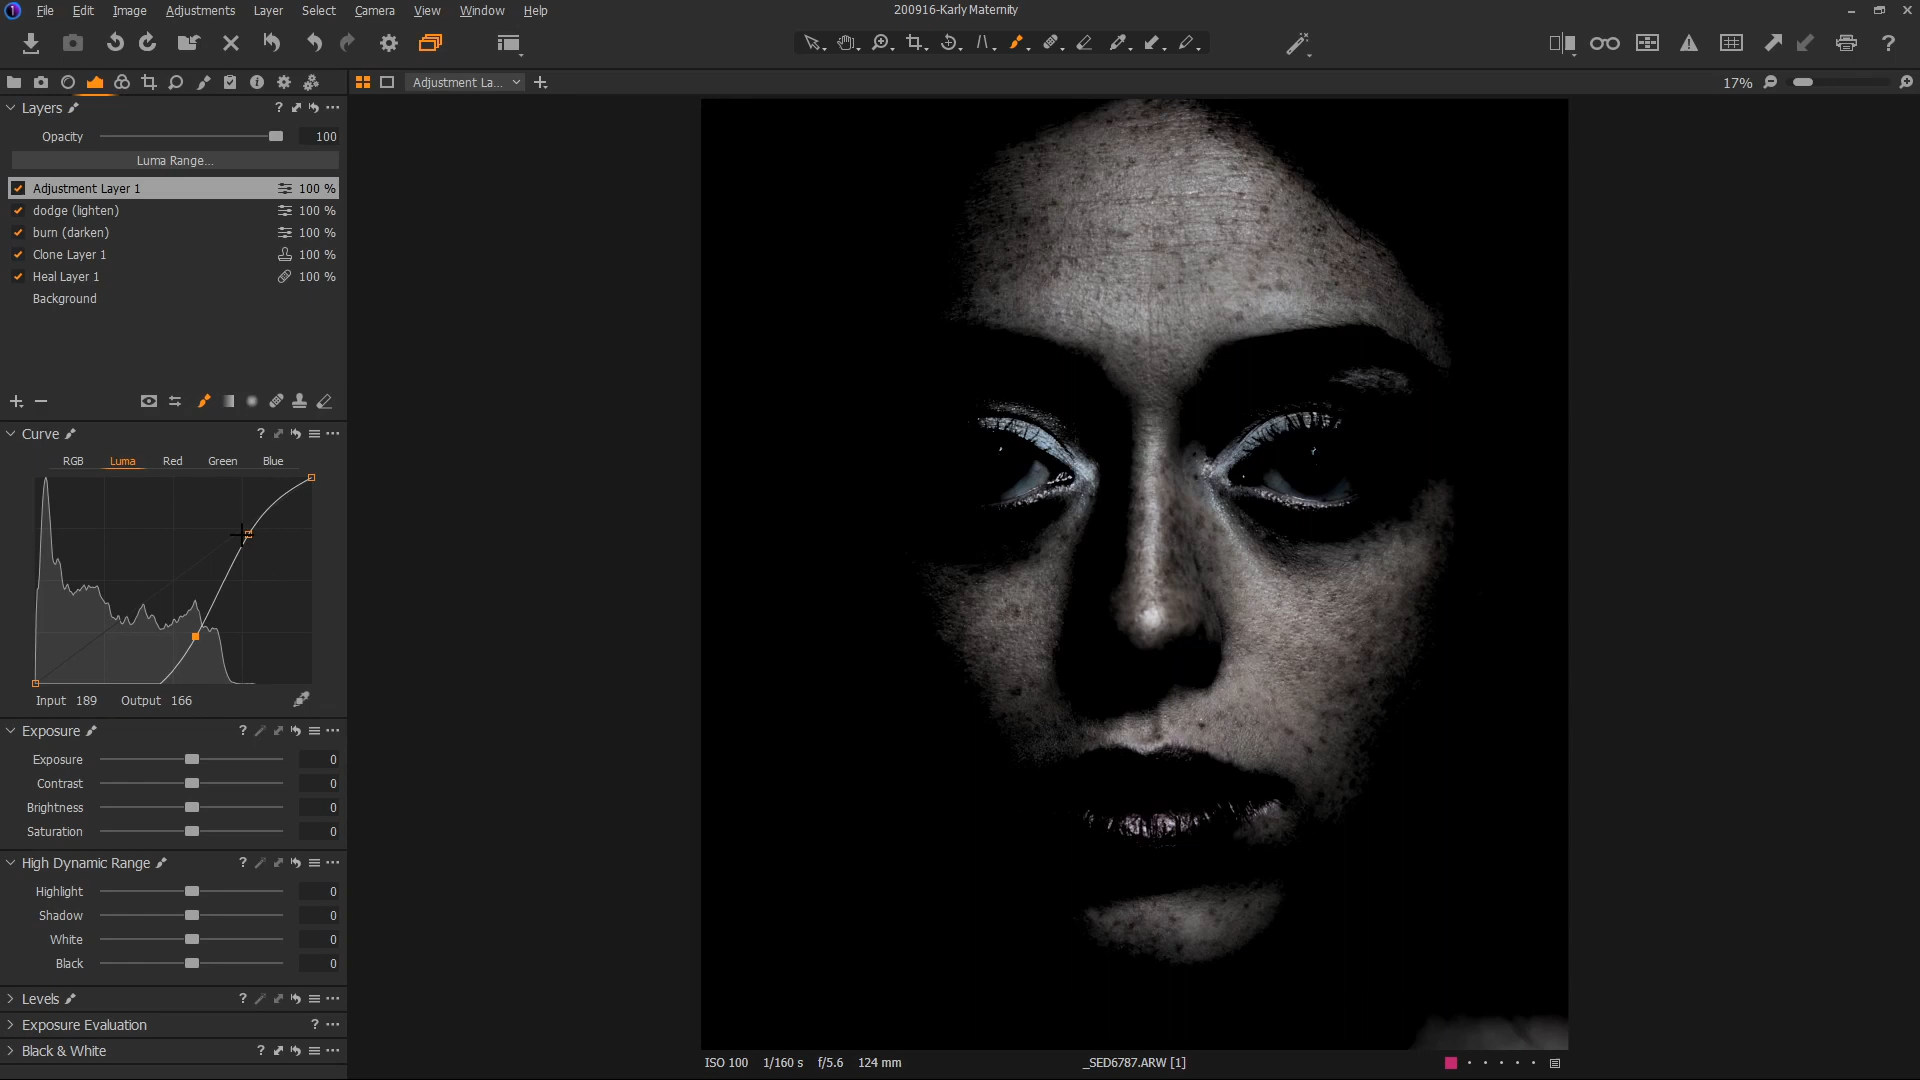 File Edit Image Adjustments Layer Select Camera View Window Help
200916-Karly Maternity
Adjustment La...
17%
Layers
Opacity 100
Luma Range...
Adjustment Layer 1 100 %
dodge (lighten) 100 %
burn (darken) 100 %
Clone Layer 1 100 %
Heal Layer 1 100 %
Background
Curve
RGB Luma Red Green Blue
Input 189 Output 166
Exposure
Exposure 0
Contrast 0
Brightness 0
Saturation 0
High Dynamic Range
Highlight 0
Shadow 0
White 0
Black 0
Levels
Exposure Evaluation
Black & White
ISO 100 1/160 s f/5.6 124 mm
_SED6787.ARW [1]